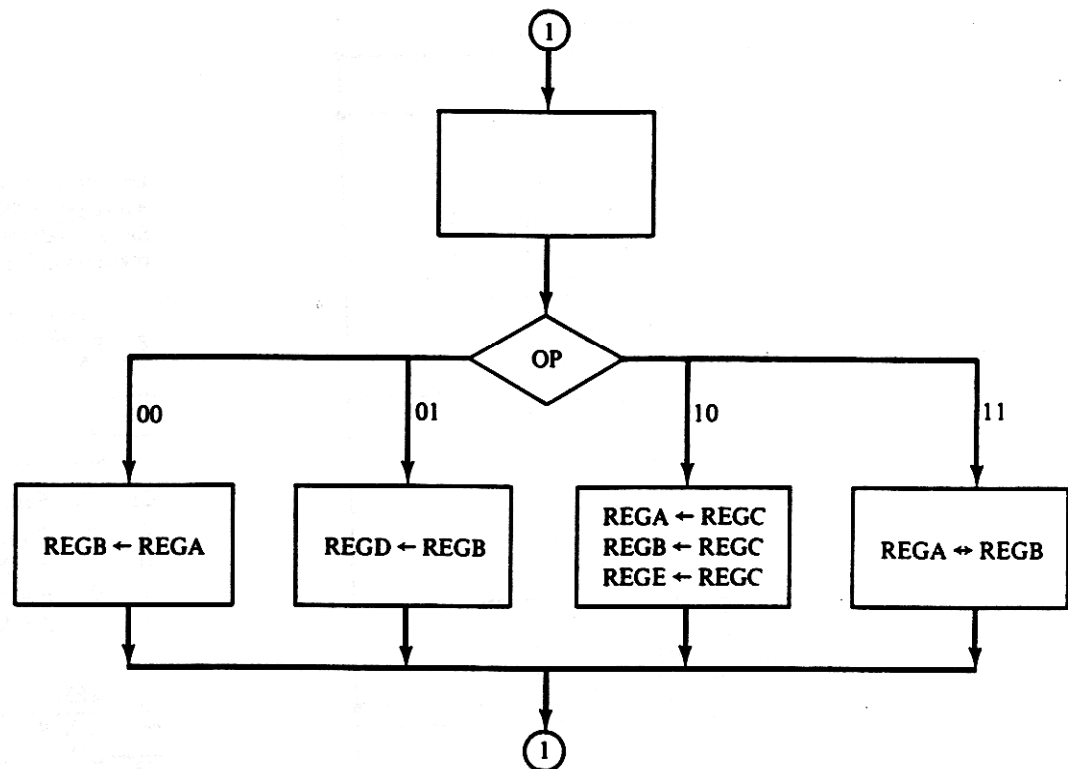 1
OP
00
01
10
11
REGB ← REGA
REGD ← REGB
REGA ← REGC
REGB ← REGC
REGE ← REGC
REGA ↔ REGB
1